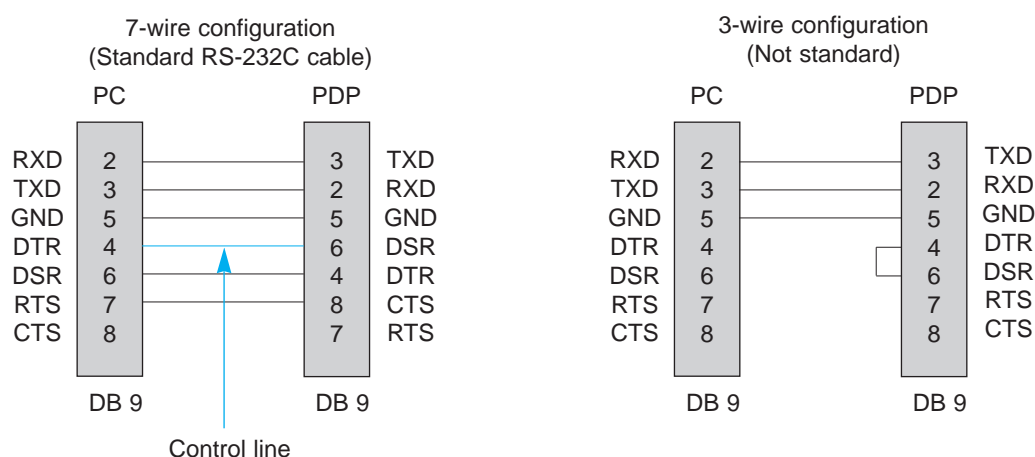 7-wire configuration
(Standard RS-232C cable)
PC PDP
RXD 2 3 TXD
TXD 3 2 RXD
GND 5 5 GND
DTR 4 6 DSR
DSR 6 4 DTR
RTS 7 8 CTS
CTS 8 7 RTS
DB 9 DB 9
Control line
3-wire configuration
(Not standard)
PC PDP
RXD 2 3 TXD
TXD 3 2 RXD
GND 5 5 GND
DTR 4 4 DTR
DSR 6 6 DSR
RTS 7 7 RTS
CTS 8 8 CTS
DB 9 DB 9